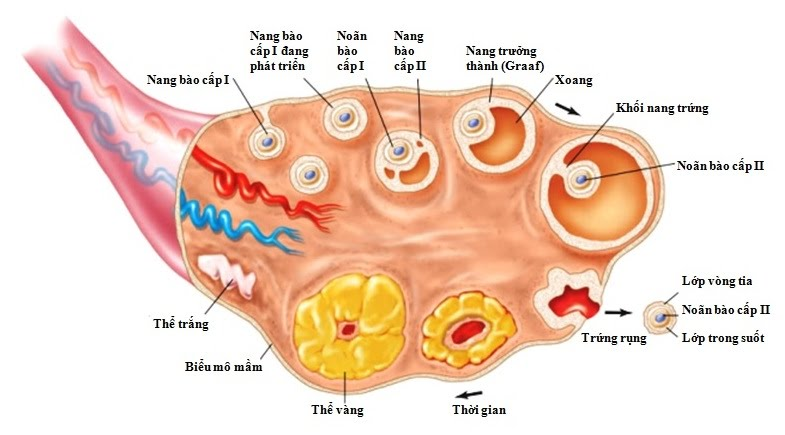 Nang bào cấp I
Nang bào
cấp I đang
phát triển
Noãn
bào
cấp I
Nang
bào
cấp II
Nang trưởng
thành (Graaf)
Xoang
Khối nang trứng
Noãn bào cấp II
Lớp vòng tia
Noãn bào cấp II
Lớp trong suốt
Trứng rụng
Thời gian
Thể vàng
Biểu mô mầm
Thể trắng